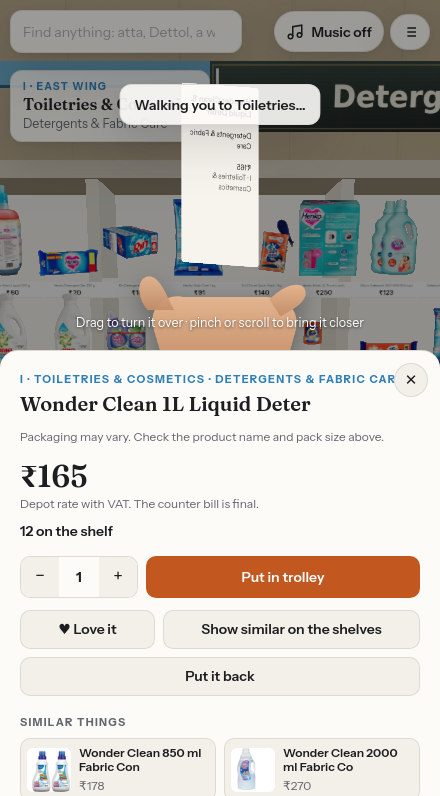 Find anything: atta, Dettol, a w
Music off
I · EAST WING
Toiletries & C
Detergents & Fabric Care
Walking you to Toiletries...
Deterg
Detergents & Fabric
Care
₹165
I · Toiletries &
Cosmetics
₹60
₹70
₹91
₹140
₹250
₹123
Henko
Drag to turn it over · pinch or scroll to bring it closer
I · TOILETRIES & COSMETICS · DETERGENTS & FABRIC CAR
Wonder Clean 1L Liquid Deter
Packaging may vary. Check the product name and pack size above.
₹165
Depot rate with VAT. The counter bill is final.
12 on the shelf
− 1 +
Put in trolley
♥ Love it
Show similar on the shelves
Put it back
SIMILAR THINGS
Wonder Clean 850 ml
Fabric Con
₹178
Wonder Clean 2000
ml Fabric Co
₹270